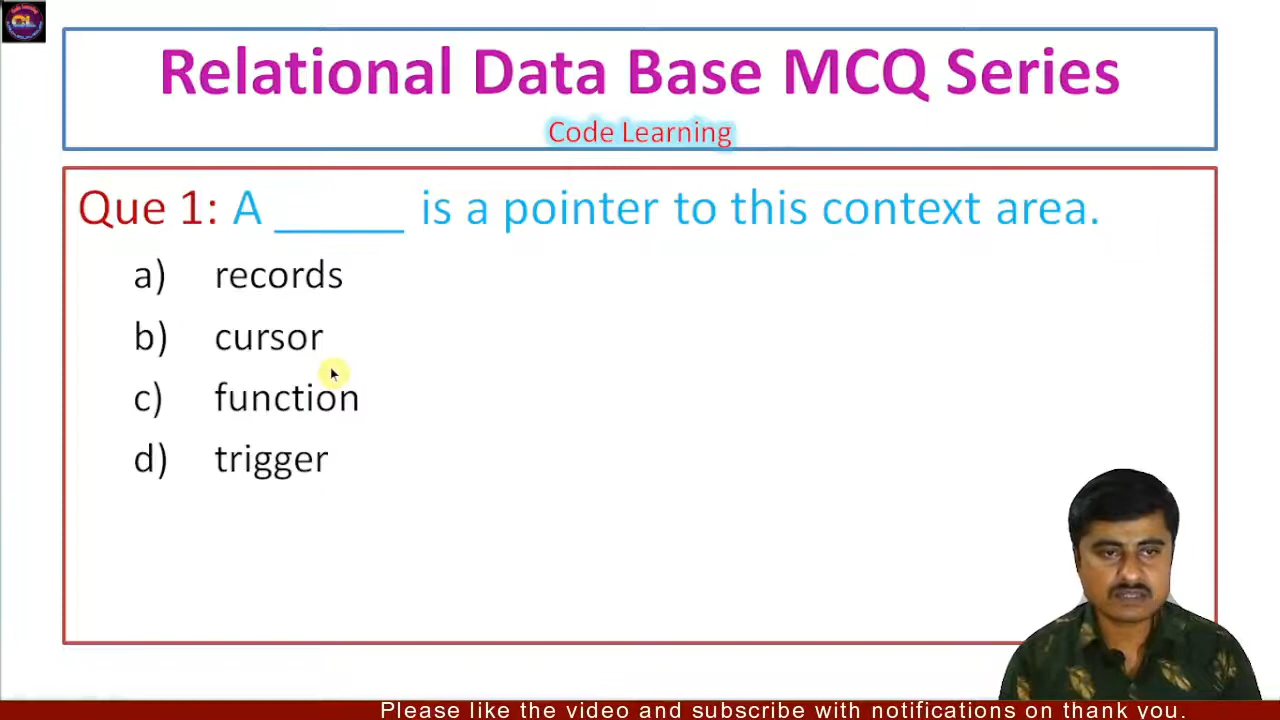 Relational Data Base MCQ Series
Code Learning
Que 1: A _____ is a pointer to this context area.
a) records
b) cursor
c) function
d) trigger
Please like the video and subscribe with notifications on thank you.